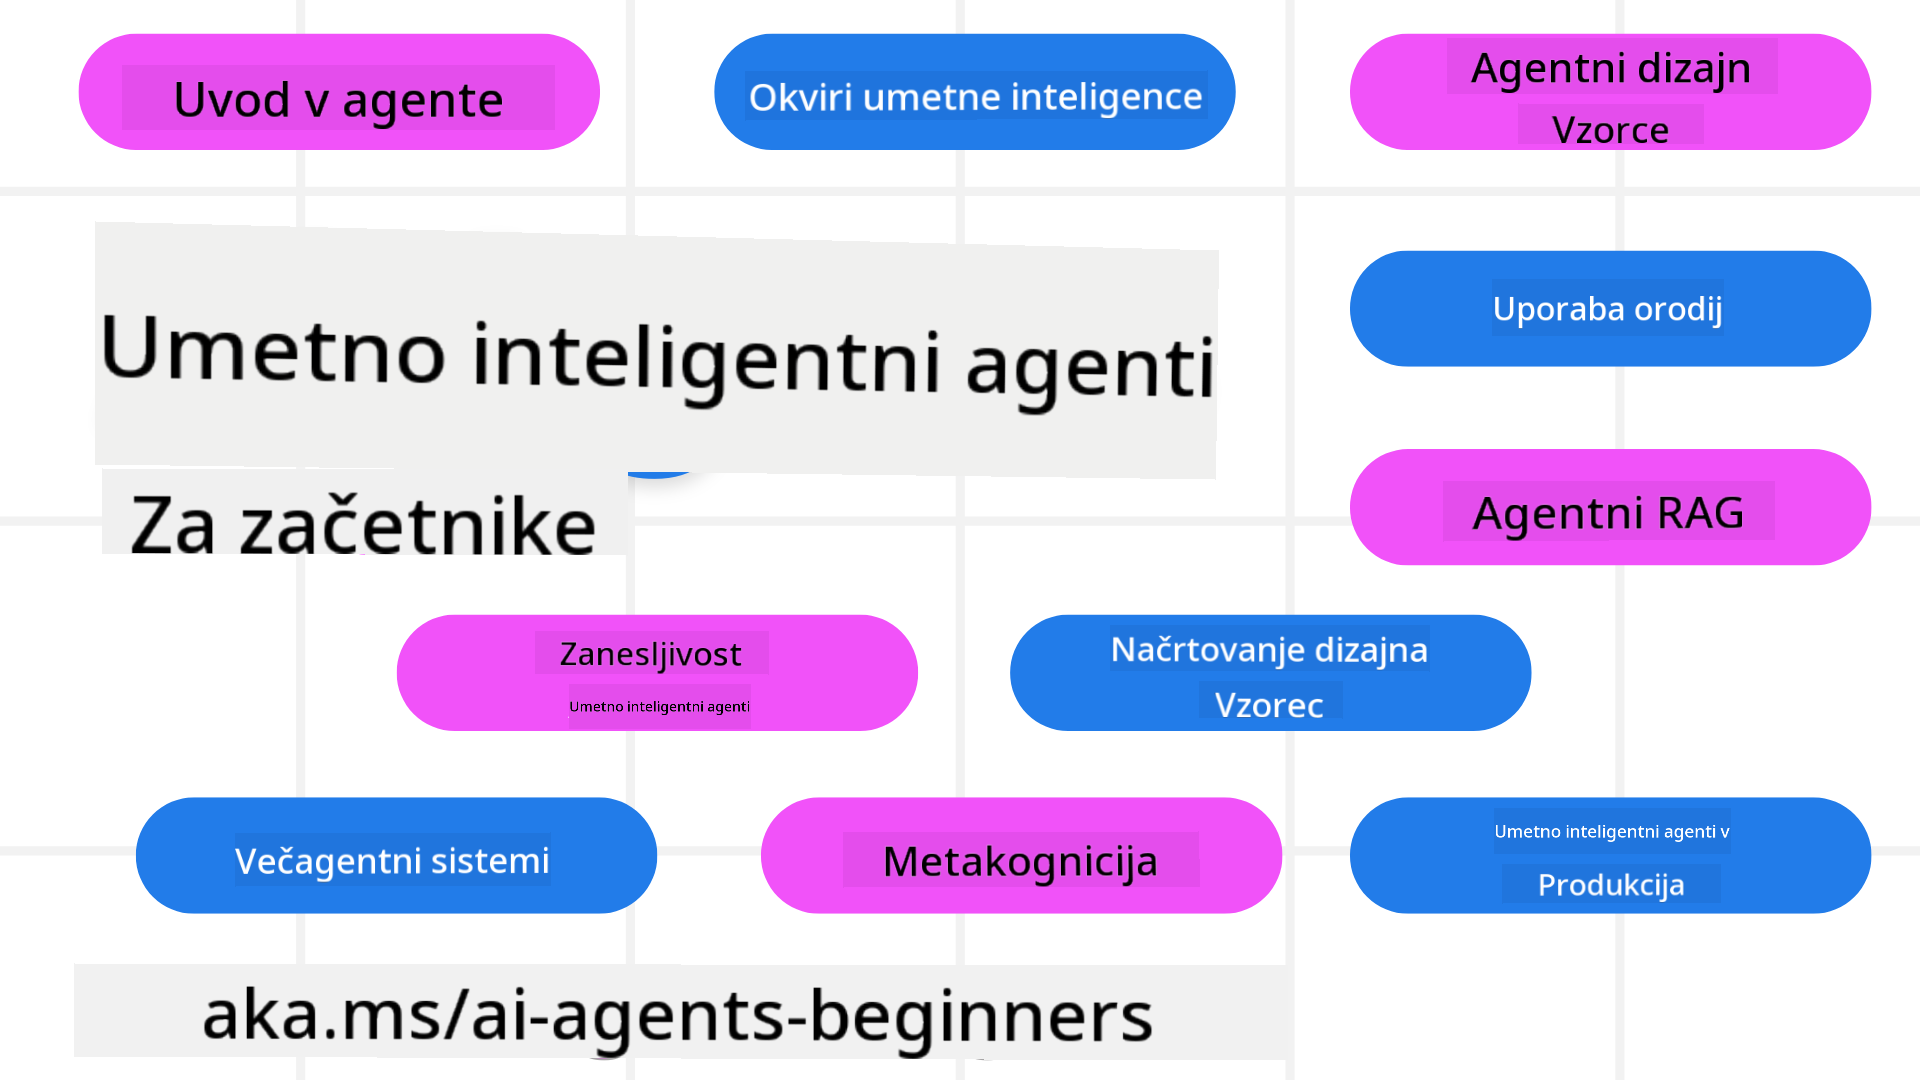 Uvod v agente
Okviri umetne inteligence
Agentni dizajn
Vzorce
Umetno inteligentni agenti
Za začetnike
Uporaba orodij
Agentni RAG
Zanesljivost
Umetno inteligentni agenti
Načrtovanje dizajna
Vzorec
Večagentni sistemi
Metakognicija
Umetno inteligentni agenti v
Produkcija
aka.ms/ai-agents-beginners